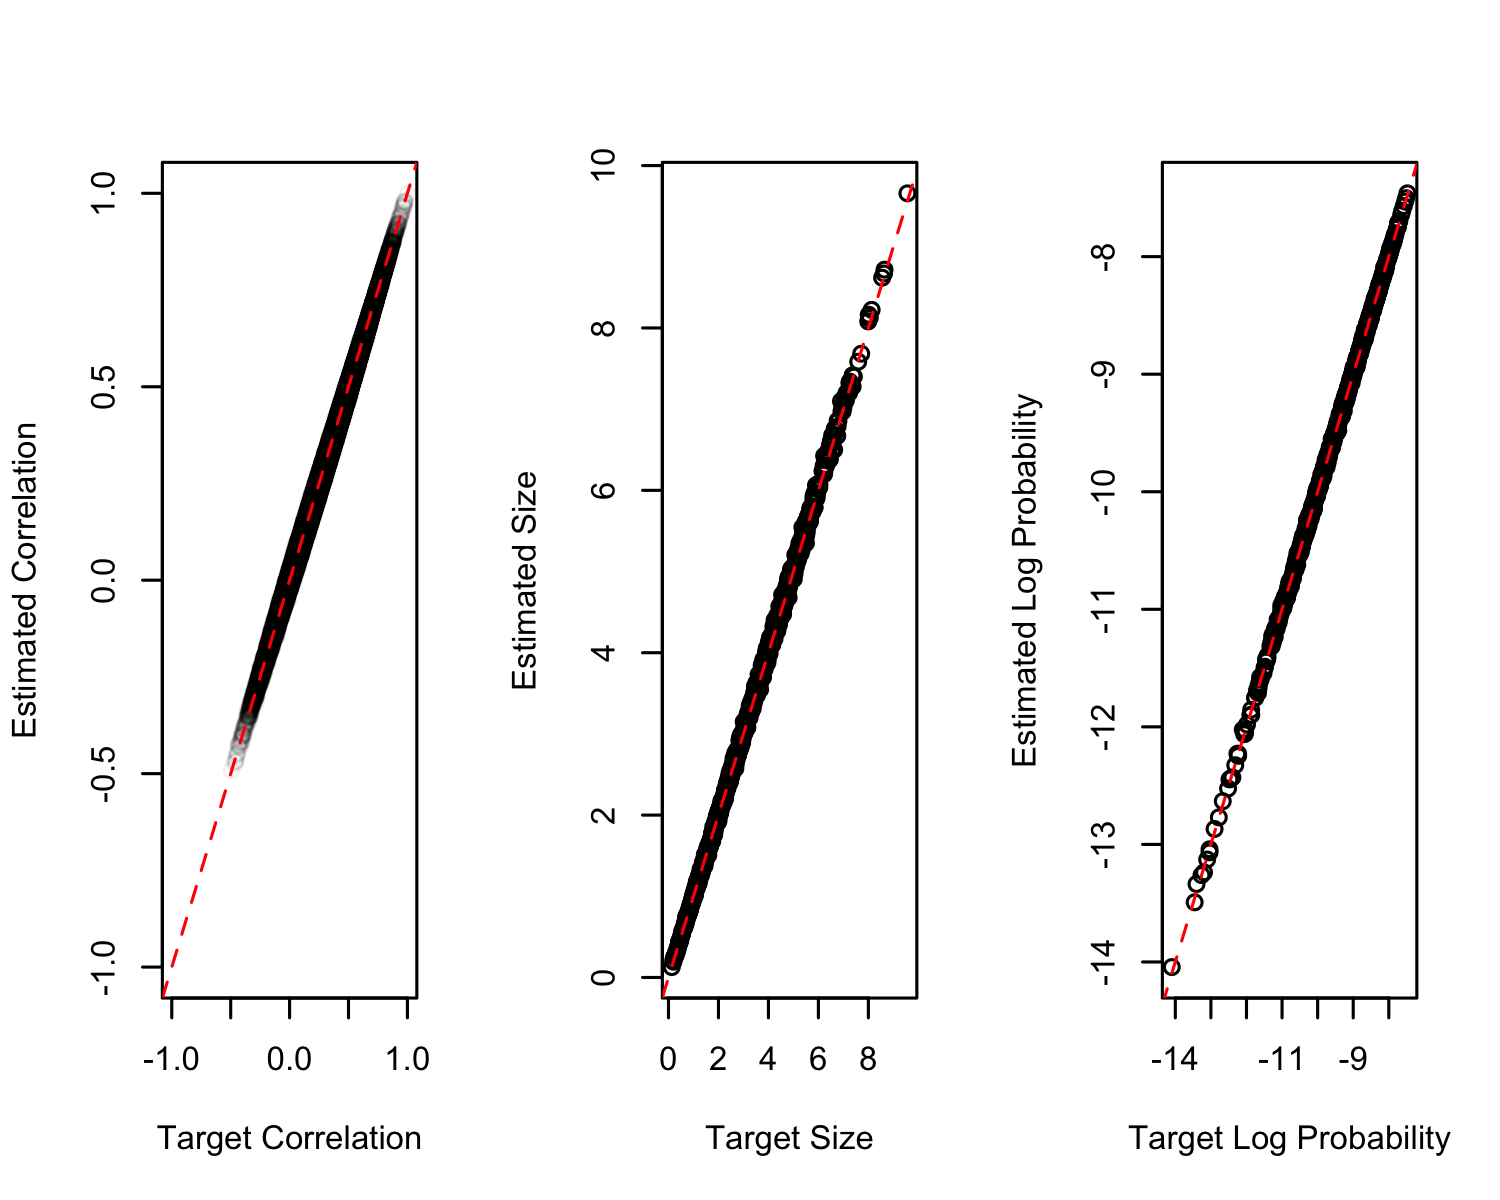 Estimated Correlation
1.0
0.5
0.0
-0.5
-1.0
-1.0 0.0 1.0
Target Correlation
Estimated Size
10
8
6
4
2
0
0 2 4 6 8
Target Size
Estimated Log Probability
-8
-9
-10
-11
-12
-13
-14
-14 -11 -9
Target Log Probability